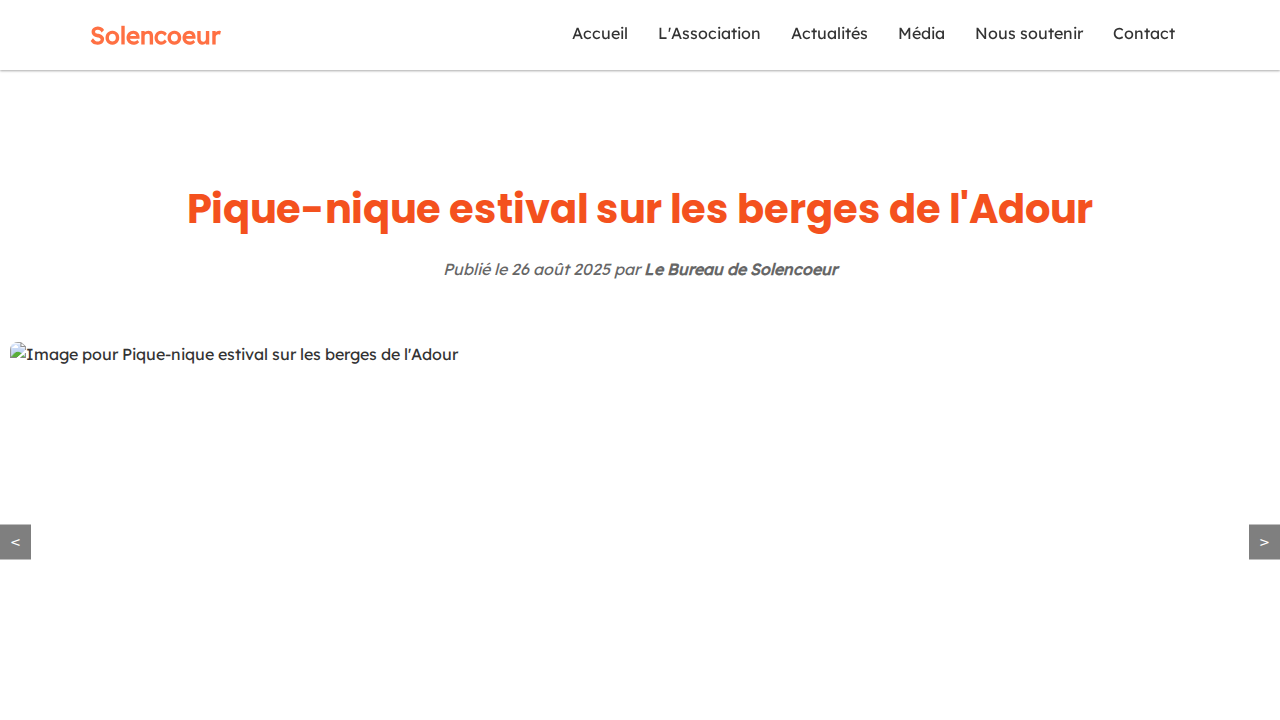 Solencoeur
Accueil L'Association Actualités Média Nous soutenir Contact
Pique-nique estival sur les berges de l'Adour
Publié le 26 août 2025 par Le Bureau de Solencoeur
Image pour Pique-nique estival sur les berges de l'Adour
< >